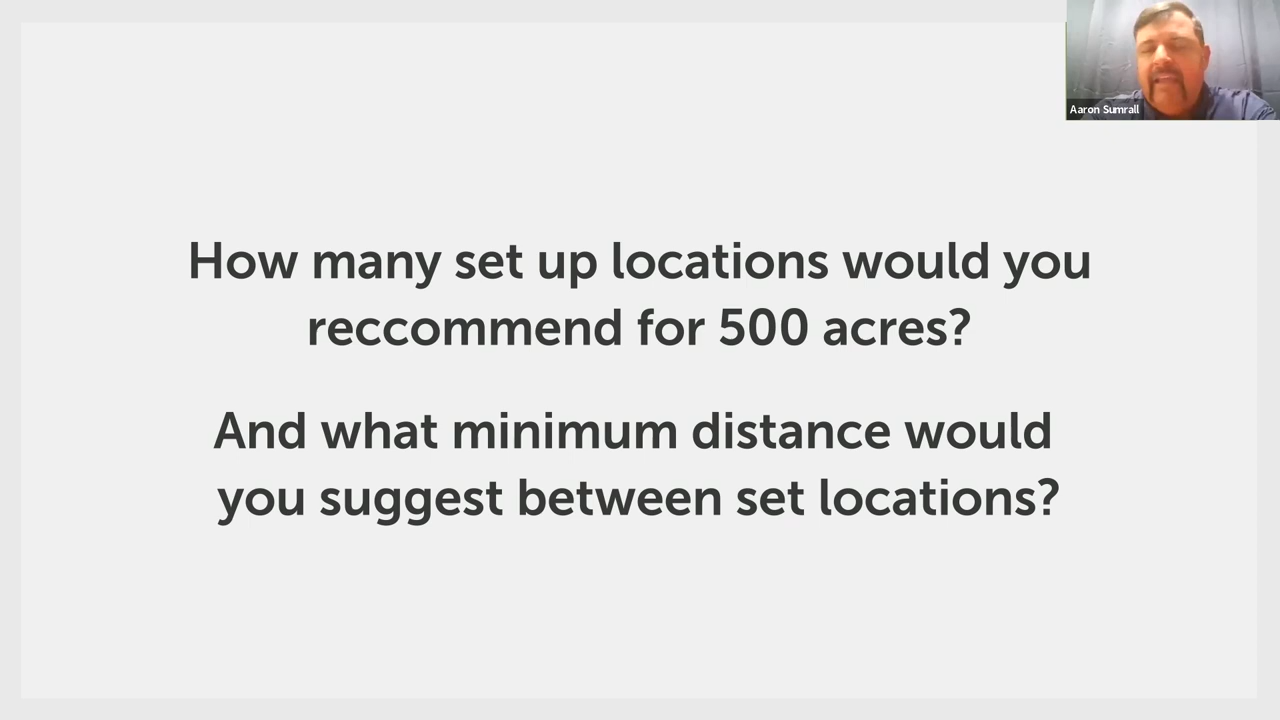 Aaron Sumrall
How many set up locations would you
reccommend for 500 acres?
And what minimum distance would
you suggest between set locations?